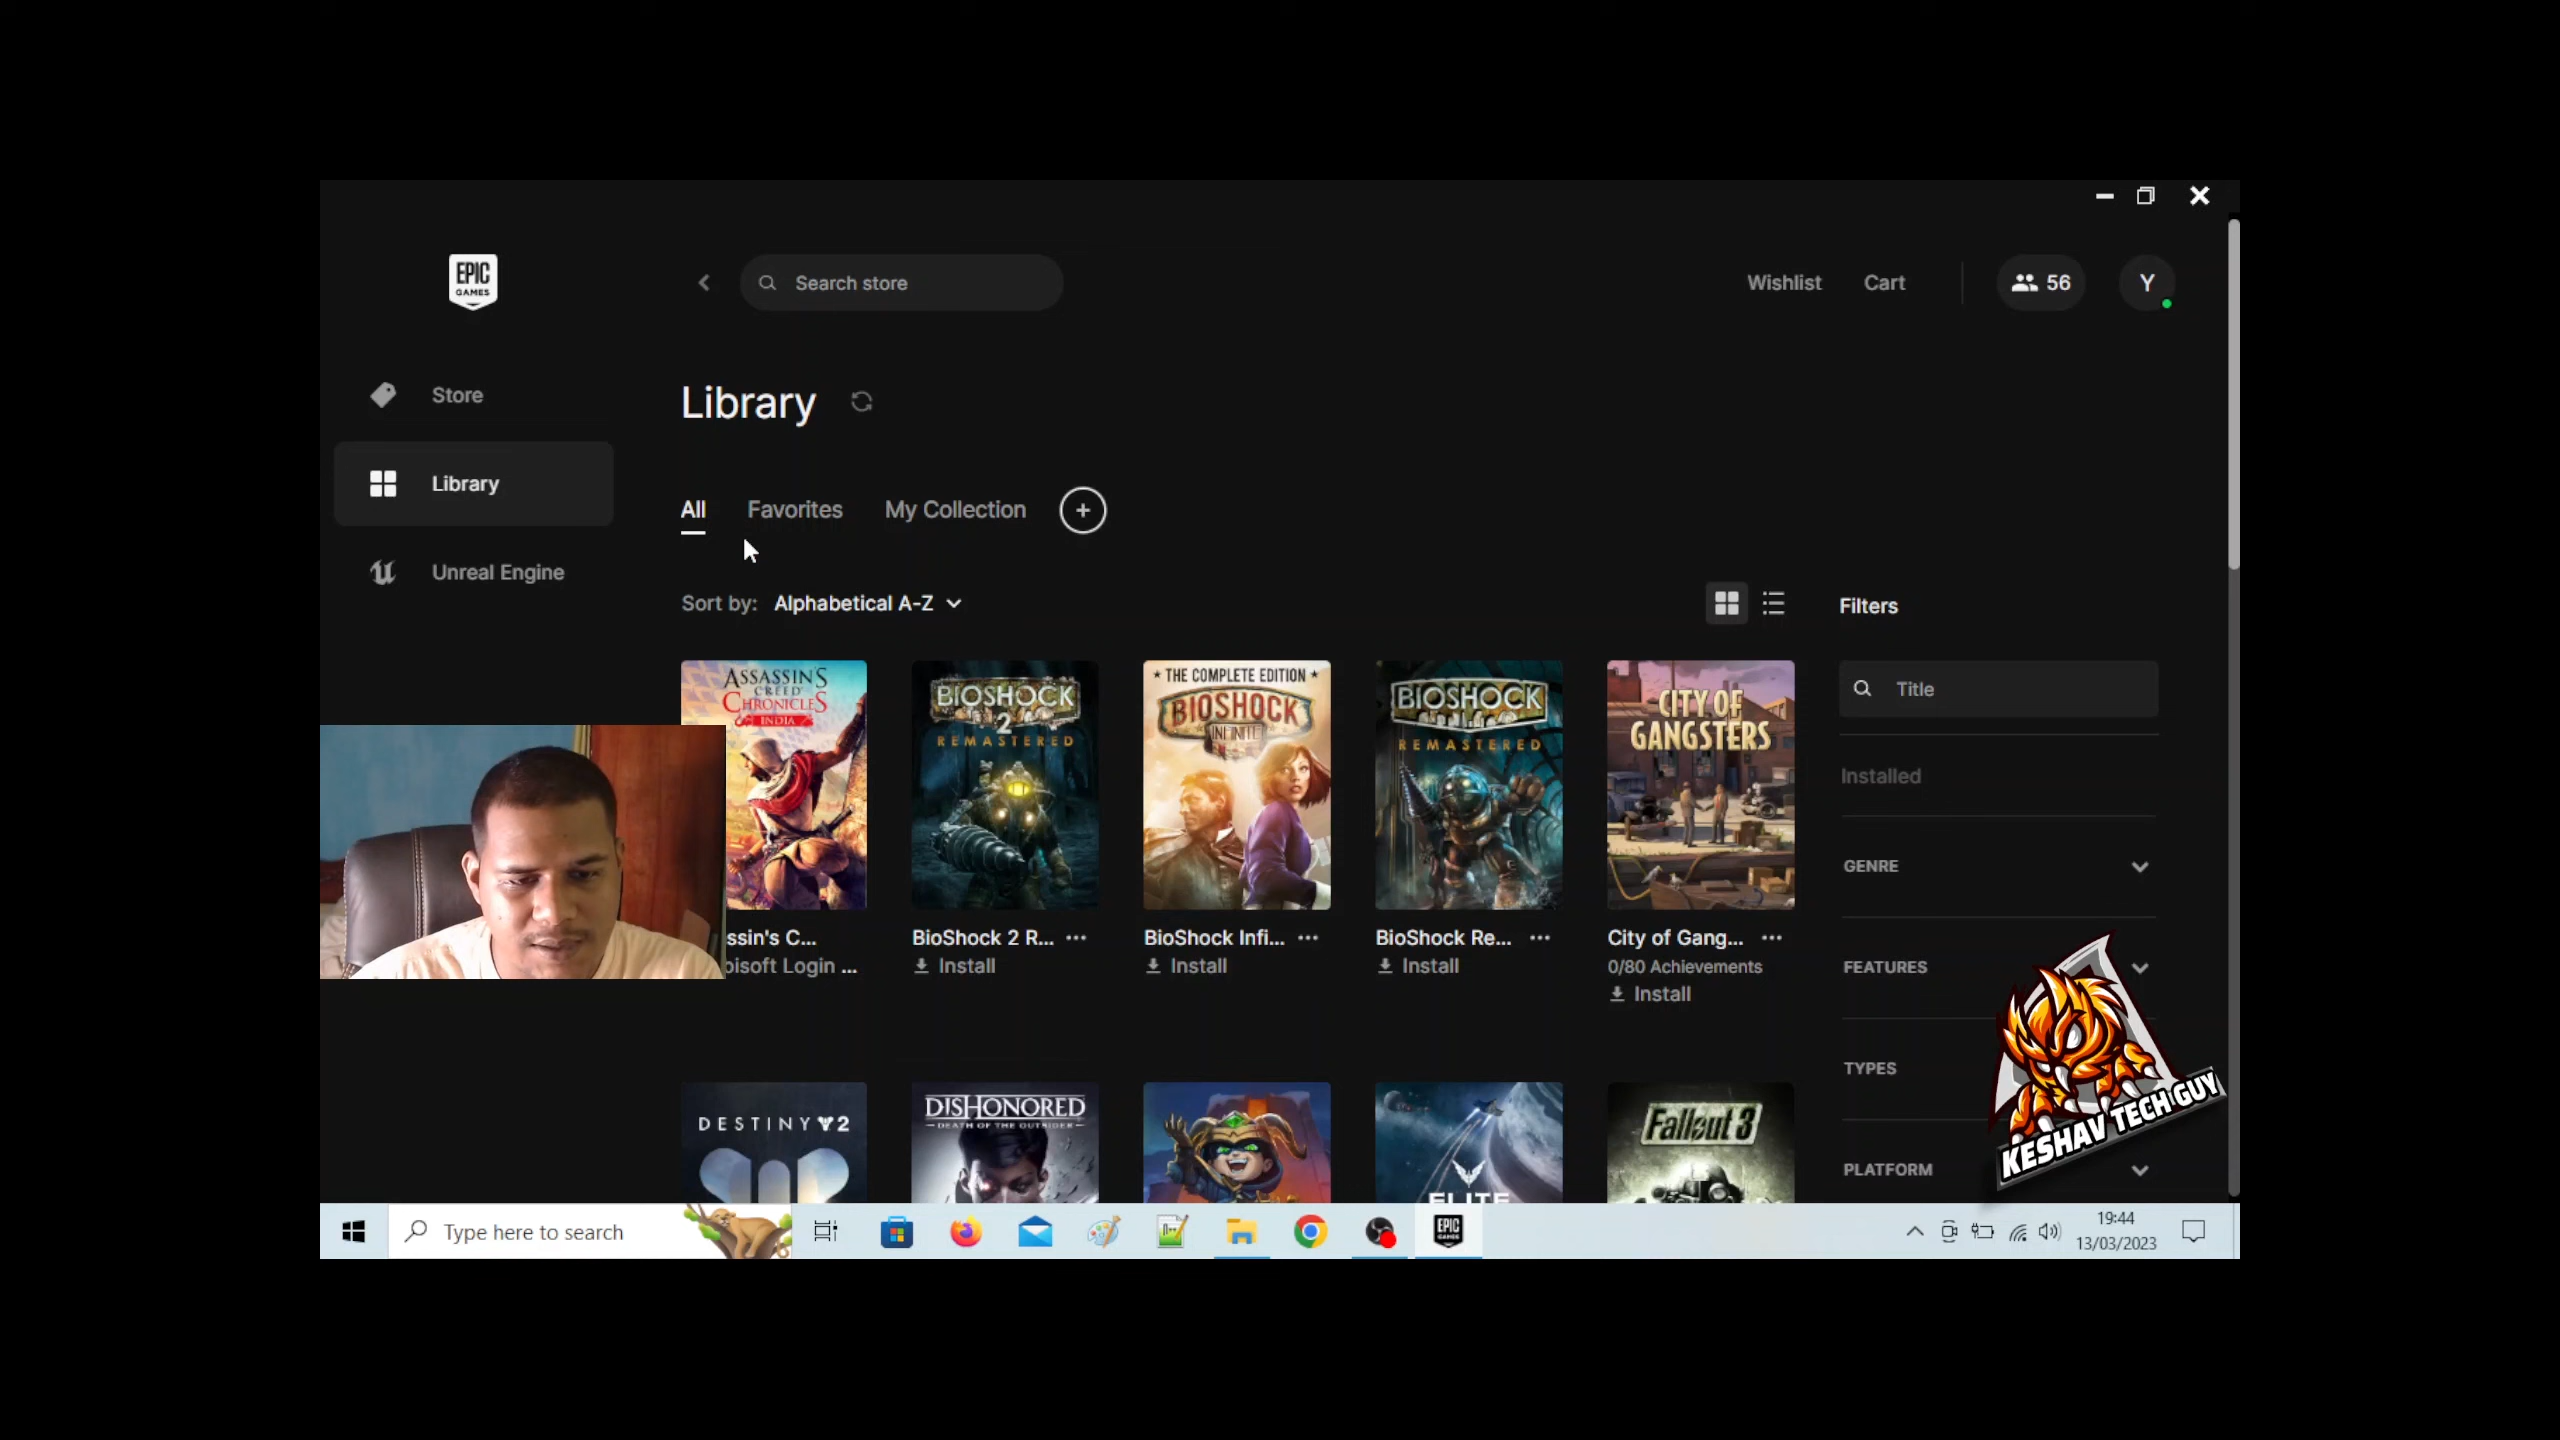 EPIC
GAMES
Search store
Wishlist
Cart
56
Y
Store
Library
Unreal Engine
Library
All
Favorites
My Collection
+
Sort by: Alphabetical A-Z
Filters
Title
Installed
GENRE
FEATURES
TYPES
PLATFORM
ASSASSIN'S
CREED
CHRONICLES
INDIA
BIOSHOCK
2
REMASTERED
THE COMPLETE EDITION
BIOSHOCK
INFINITE
BIOSHOCK
REMASTERED
CITY OF
GANGSTERS
ssin's C...
bisoft Login ...
BioShock 2 R...
Install
BioShock Infi...
Install
BioShock Re...
Install
City of Gang...
0/80 Achievements
Install
DESTINY 2
DISHONORED
DEATH OF THE OUTSIDER
ELITE
Fallout 3
KESHAV TECH GUY
Type here to search
EPIC
GAMES
19:44
13/03/2023